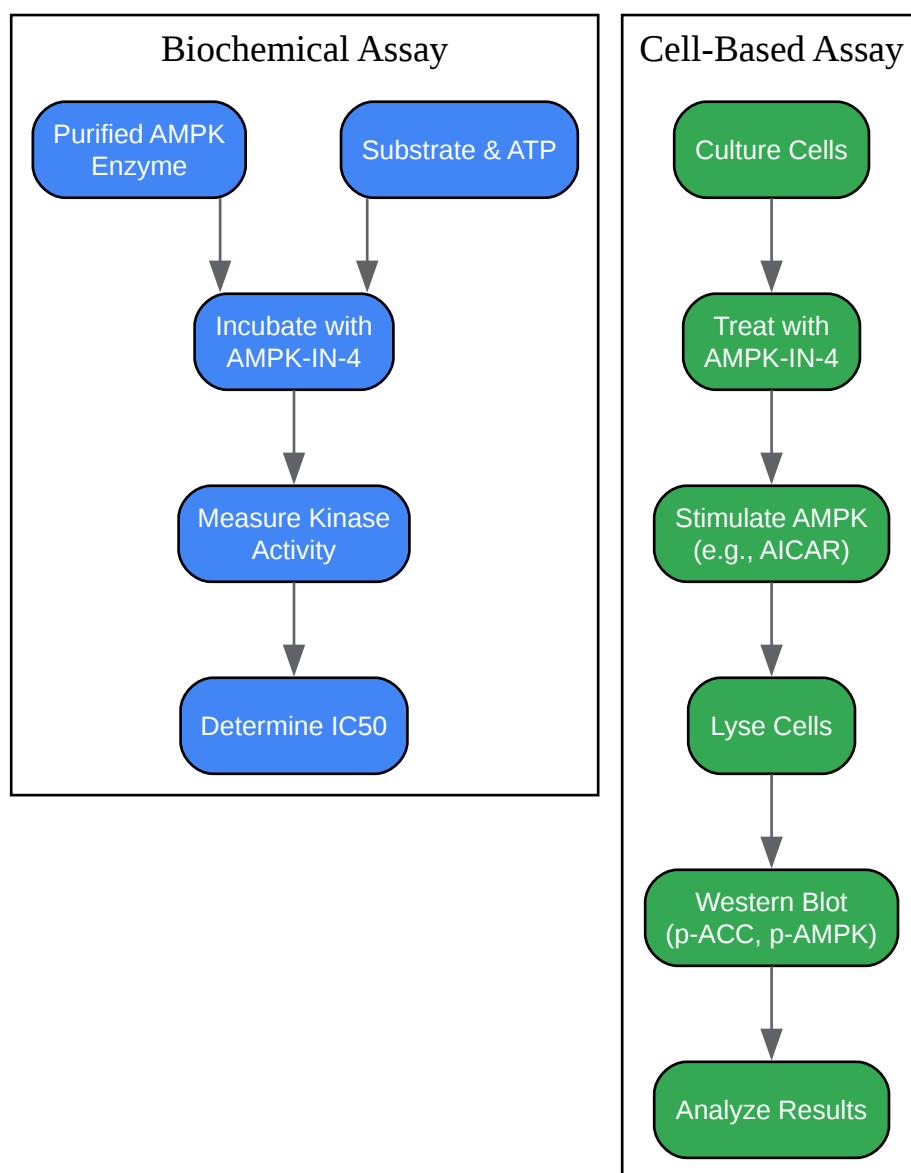 Biochemical Assay
Purified AMPK
Enzyme
Substrate & ATP
Incubate with
AMPK-IN-4
Measure Kinase
Activity
Determine IC50
Cell-Based Assay
Culture Cells
Treat with
AMPK-IN-4
Stimulate AMPK
(e.g., AICAR)
Lyse Cells
Western Blot
(p-ACC, p-AMPK)
Analyze Results